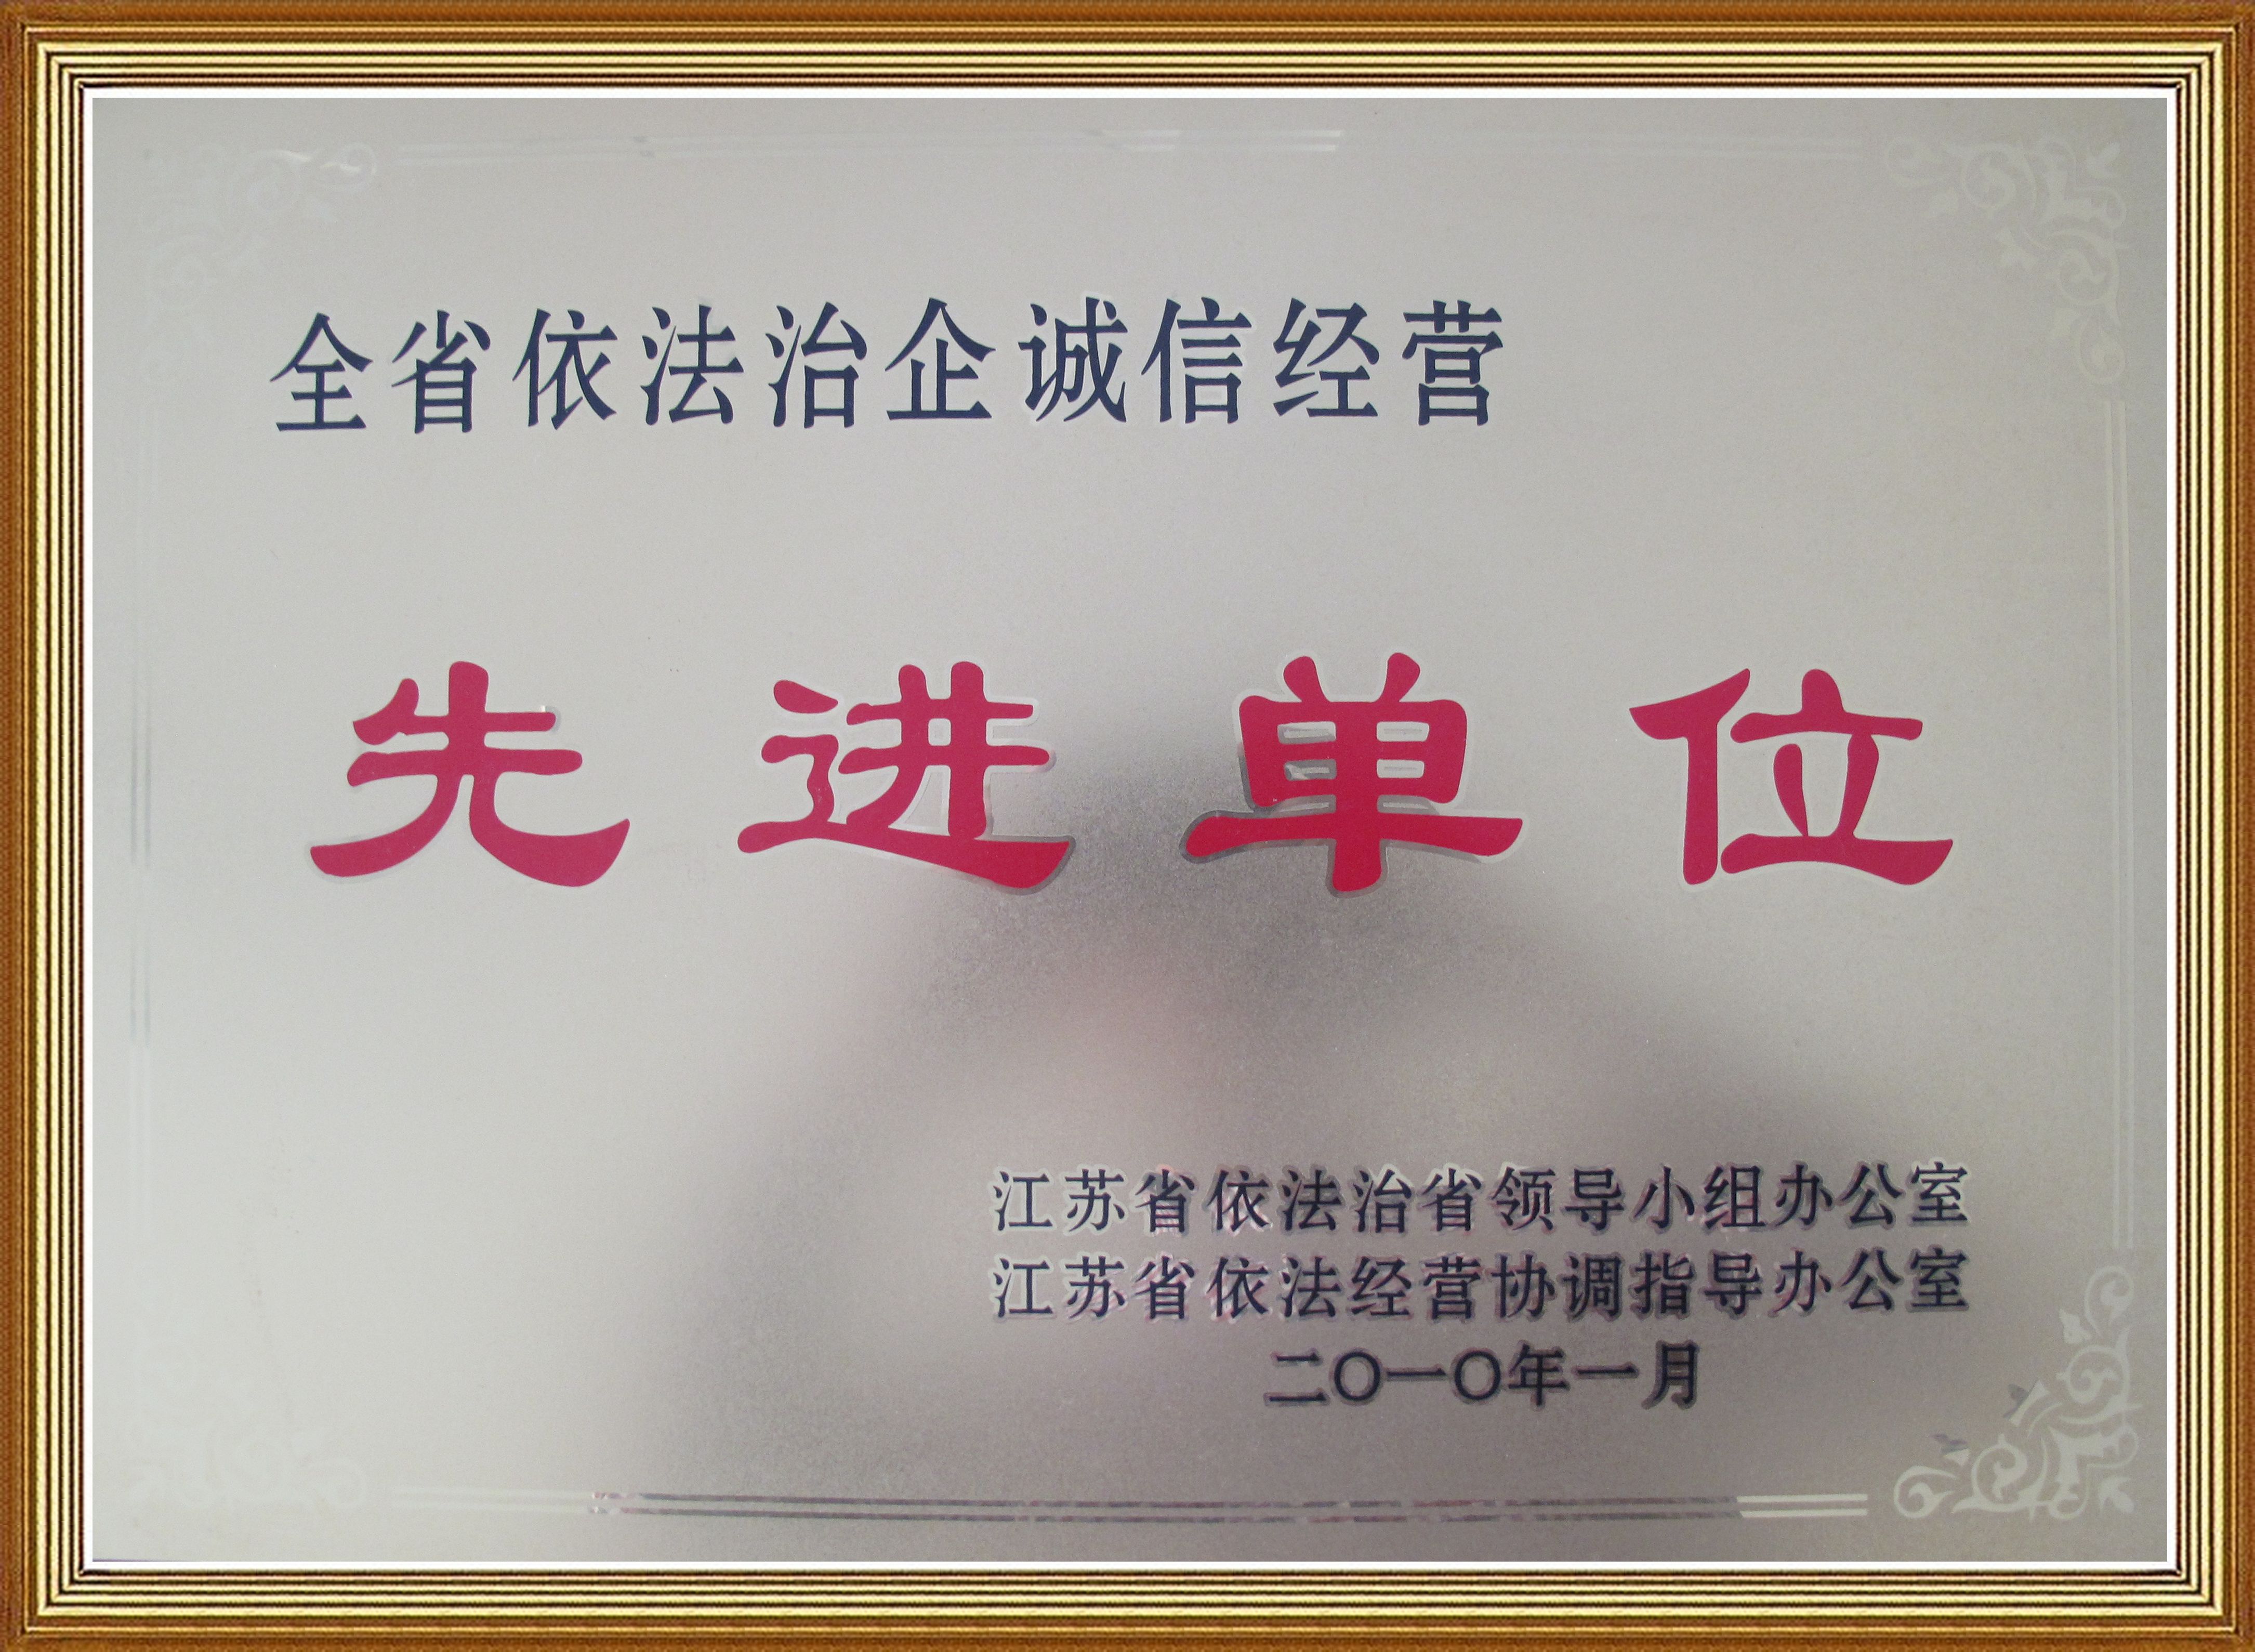 全省依法治企诚信经营
先进单位
江苏省依法治省领导小组办公室
江苏省依法经营协调指导办公室
二〇一〇年一月